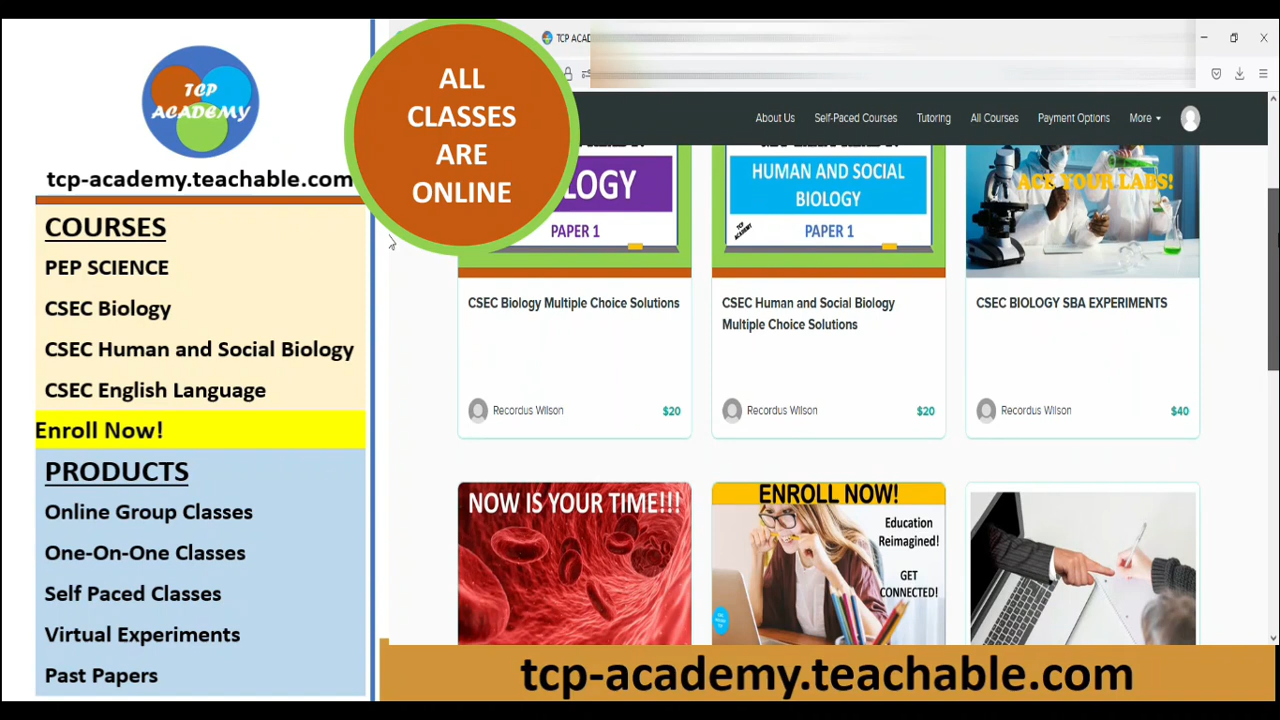 TCP
ACADEMY
tcp-academy.teachable.com
COURSES
PEP SCIENCE
CSEC Biology
CSEC Human and Social Biology
CSEC English Language
Enroll Now!
PRODUCTS
Online Group Classes
One-On-One Classes
Self Paced Classes
Virtual Experiments
Past Papers
ALL
CLASSES
ARE
ONLINE
TCP ACAD
About Us
Self-Paced Courses
Tutoring
All Courses
Payment Options
More
OLOGY
PAPER 1
HUMAN AND SOCIAL
BIOLOGY
PAPER 1
TCP
ACADEMY
ACE YOUR LABS!
CSEC Biology Multiple Choice Solutions
Recordus Wilson
$20
CSEC Human and Social Biology
Multiple Choice Solutions
Recordus Wilson
$20
CSEC BIOLOGY SBA EXPERIMENTS
Recordus Wilson
$40
NOW IS YOUR TIME!!!
ENROLL NOW!
Education
Reimagined!
GET
CONNECTED!
tcp-academy.teachable.com